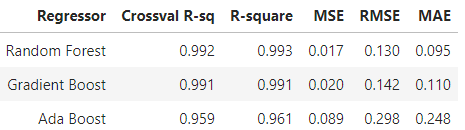 Regressor Crossval R-sq R-square MSE RMSE MAE
Random Forest 0.992 0.993 0.017 0.130 0.095
Gradient Boost 0.991 0.991 0.020 0.142 0.110
Ada Boost 0.959 0.961 0.089 0.298 0.248